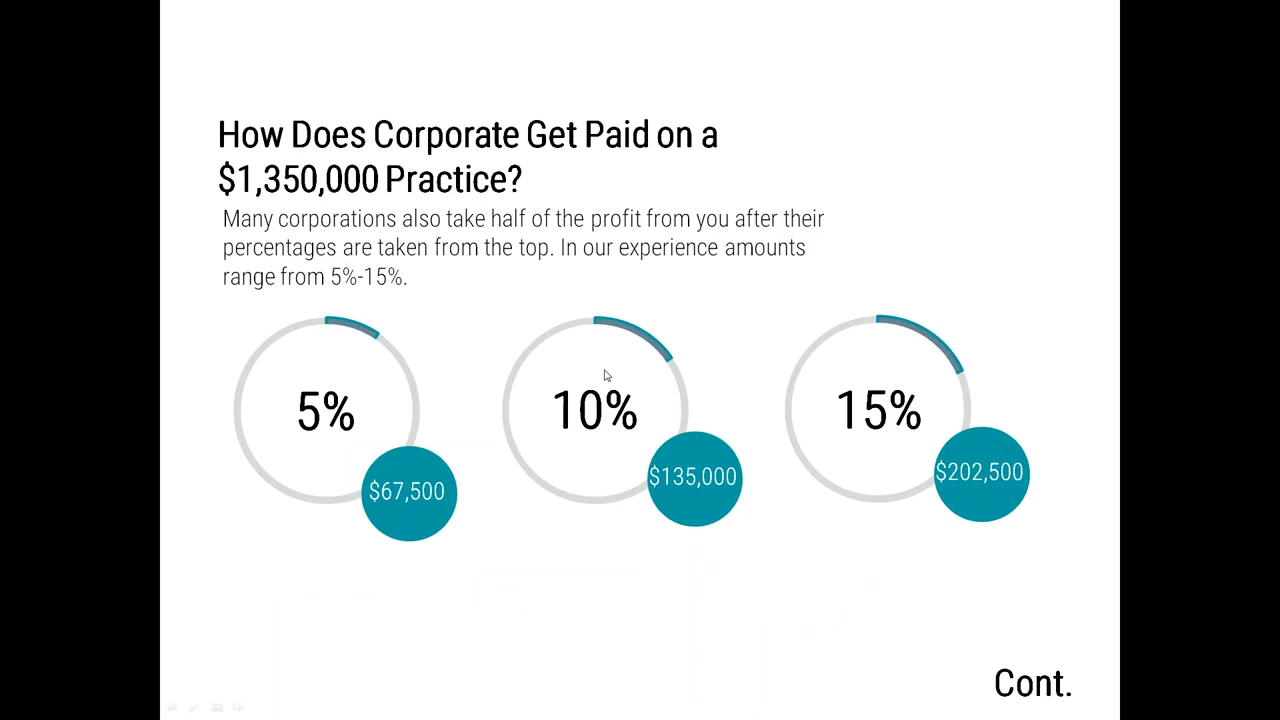 How Does Corporate Get Paid on a
$1,350,000 Practice?
Many corporations also take half of the profit from you after their
percentages are taken from the top. In our experience amounts
range from 5%-15%.
5%
10%
15%
$67,500
$135,000
$202,500
Cont.